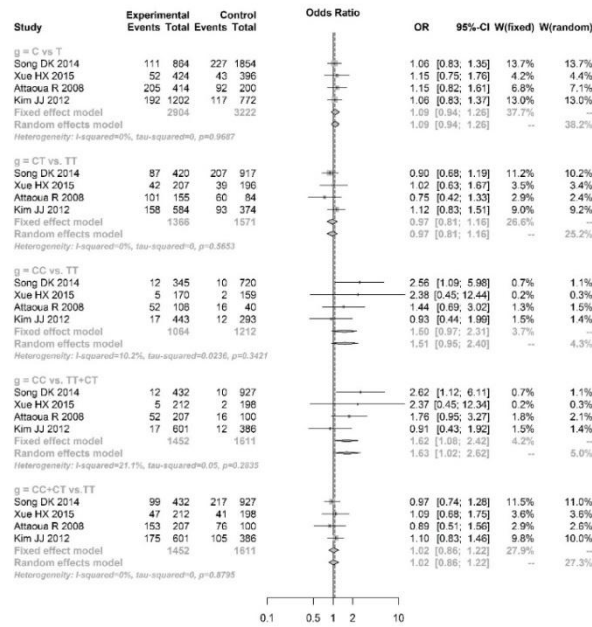 Experimental Control Odds Ratio
Study Events Total Events Total OR 95%-CI W(fixed) W(random)
g = C vs T
Song DK 2014 111 864 227 1854 1.06 [0.83; 1.35] 13.7% 13.7%
Xue HX 2015 52 424 43 396 1.15 [0.75; 1.76] 4.2% 4.4%
Attaoua R 2008 205 414 92 200 1.15 [0.82; 1.61] 6.8% 7.1%
Kim JJ 2012 192 1202 117 772 1.06 [0.83; 1.37] 13.0% 13.0%
Fixed effect model 2904 3222 1.09 [0.94; 1.26] 37.7% --
Random effects model 1.09 [0.94; 1.26] -- 38.2%
Heterogeneity: I-squared=0%, tau-squared=0, p=0.9687
g = CT vs. TT
Song DK 2014 87 420 207 917 0.90 [0.68; 1.19] 11.2% 10.2%
Xue HX 2015 42 207 39 196 1.02 [0.63; 1.67] 3.5% 3.4%
Attaoua R 2008 101 155 60 84 0.75 [0.42; 1.33] 2.9% 2.4%
Kim JJ 2012 158 584 93 374 1.12 [0.83; 1.51] 9.0% 9.2%
Fixed effect model 1366 1571 0.97 [0.81; 1.16] 26.6% --
Random effects model 0.97 [0.81; 1.16] -- 25.2%
Heterogeneity: I-squared=0%, tau-squared=0, p=0.5653
g = CC vs. TT
Song DK 2014 12 345 10 720 2.56 [1.09; 5.98] 0.7% 1.1%
Xue HX 2015 5 170 2 159 2.38 [0.45; 12.44] 0.2% 0.3%
Attaoua R 2008 52 106 16 40 1.44 [0.69; 3.02] 1.3% 1.5%
Kim JJ 2012 17 443 12 293 0.93 [0.44; 1.99] 1.5% 1.4%
Fixed effect model 1064 1212 1.50 [0.97; 2.31] 3.7% --
Random effects model 1.51 [0.95; 2.40] -- 4.3%
Heterogeneity: I-squared=10.2%, tau-squared=0.0236, p=0.3421
g = CC vs. TT+CT
Song DK 2014 12 432 10 927 2.62 [1.12; 6.11] 0.7% 1.1%
Xue HX 2015 5 212 2 198 2.37 [0.45; 12.34] 0.2% 0.3%
Attaoua R 2008 52 207 16 100 1.76 [0.95; 3.27] 1.8% 2.1%
Kim JJ 2012 17 601 12 386 0.91 [0.43; 1.92] 1.5% 1.5%
Fixed effect model 1452 1611 1.62 [1.08; 2.42] 4.2% --
Random effects model 1.63 [1.02; 2.62] -- 5.0%
Heterogeneity: I-squared=21.1%, tau-squared=0.05, p=0.2835
g = CC+CT vs.TT
Song DK 2014 99 432 217 927 0.97 [0.74; 1.28] 11.5% 11.0%
Xue HX 2015 47 212 41 198 1.09 [0.68; 1.75] 3.6% 3.6%
Attaoua R 2008 153 207 76 100 0.89 [0.51; 1.56] 2.9% 2.6%
Kim JJ 2012 175 601 105 386 1.10 [0.83; 1.46] 9.8% 10.0%
Fixed effect model 1452 1611 1.02 [0.86; 1.22] 27.9% --
Random effects model 1.02 [0.86; 1.22] -- 27.3%
Heterogeneity: I-squared=0%, tau-squared=0, p=0.8795
0.1 0.5 1 2 10